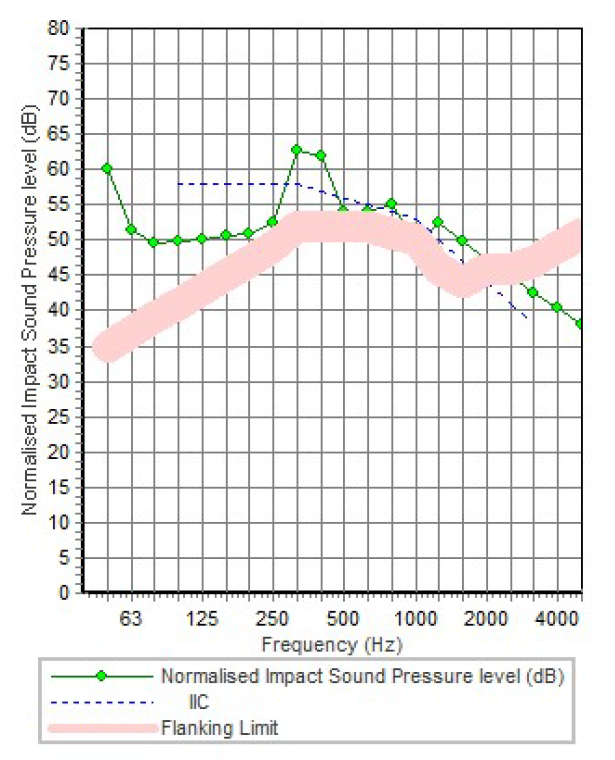 Normalised Impact Sound Pressure level (dB)
80
75
70
65
60
55
50
45
40
35
30
25
20
15
10
5
0
63 125 250 500 1000 2000 4000
Frequency (Hz)
Normalised Impact Sound Pressure level (dB)
IIC
Flanking Limit